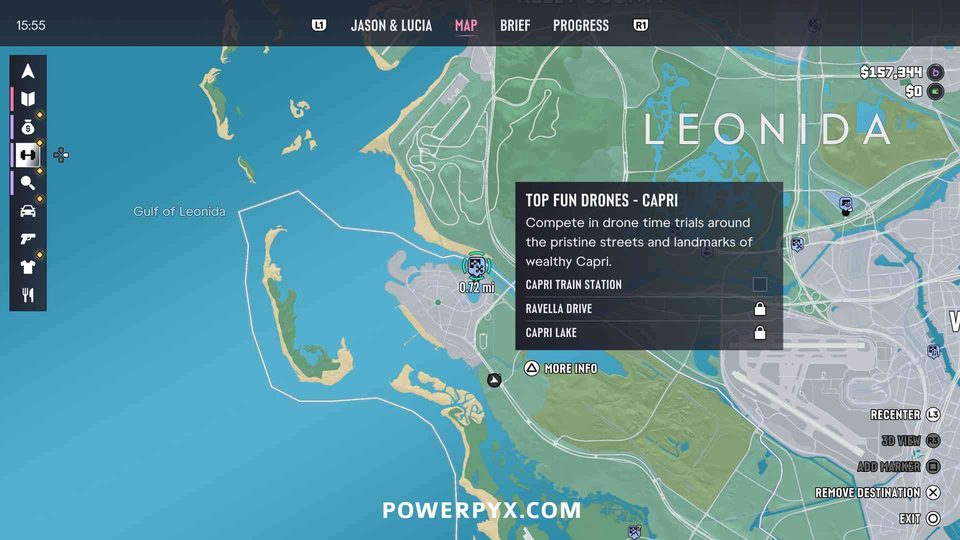 15:55
L1
JASON & LUCIA
MAP
BRIEF
PROGRESS
R1
$157,344
$0
LEONIDA
Gulf of Leonida
TOP FUN DRONES - CAPRI
Compete in drone time trials around
the pristine streets and landmarks of
wealthy Capri.
CAPRI TRAIN STATION
RAVELLA DRIVE
CAPRI LAKE
0.72 mi
MORE INFO
RECENTER L3
3D VIEW R3
ADD MARKER
REMOVE DESTINATION
EXIT
POWERPYX.COM